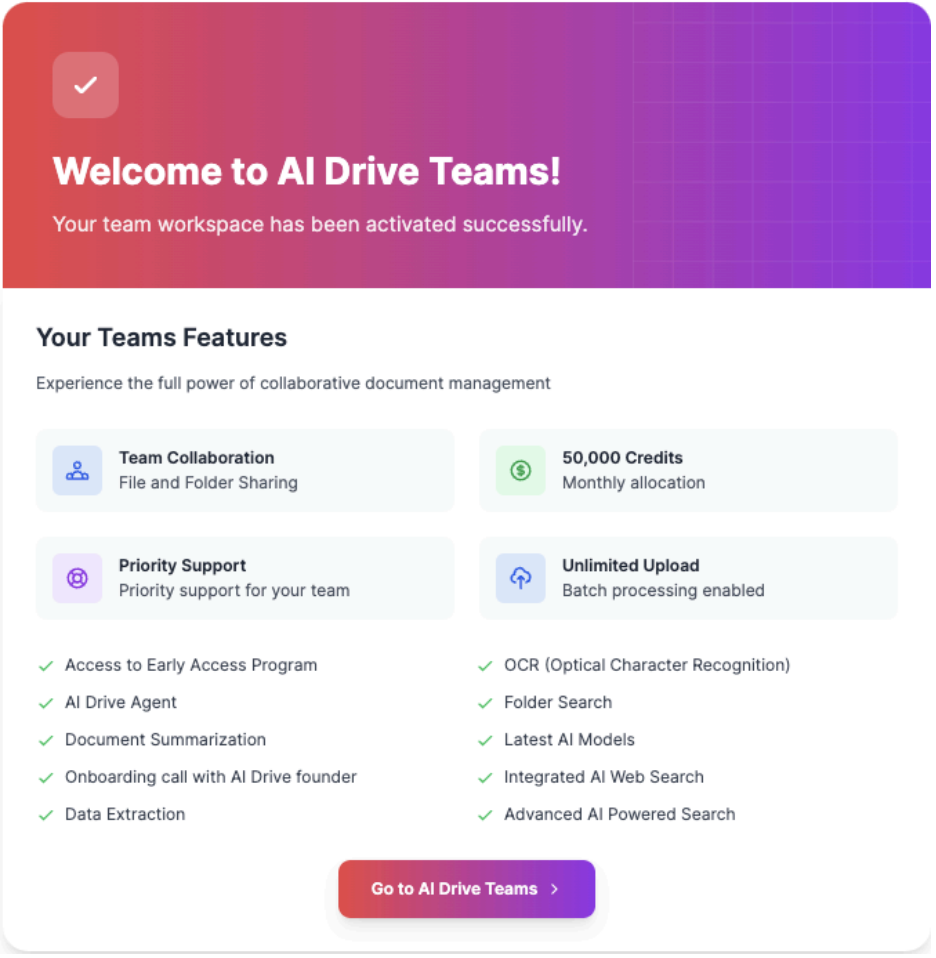 Welcome to AI Drive Teams!
Your team workspace has been activated successfully.
Your Teams Features
Experience the full power of collaborative document management
Team Collaboration
File and Folder Sharing
50,000 Credits
Monthly allocation
Priority Support
Priority support for your team
Unlimited Upload
Batch processing enabled
Access to Early Access Program
AI Drive Agent
Document Summarization
Onboarding call with AI Drive founder
Data Extraction
OCR (Optical Character Recognition)
Folder Search
Latest AI Models
Integrated AI Web Search
Advanced AI Powered Search
Go to AI Drive Teams